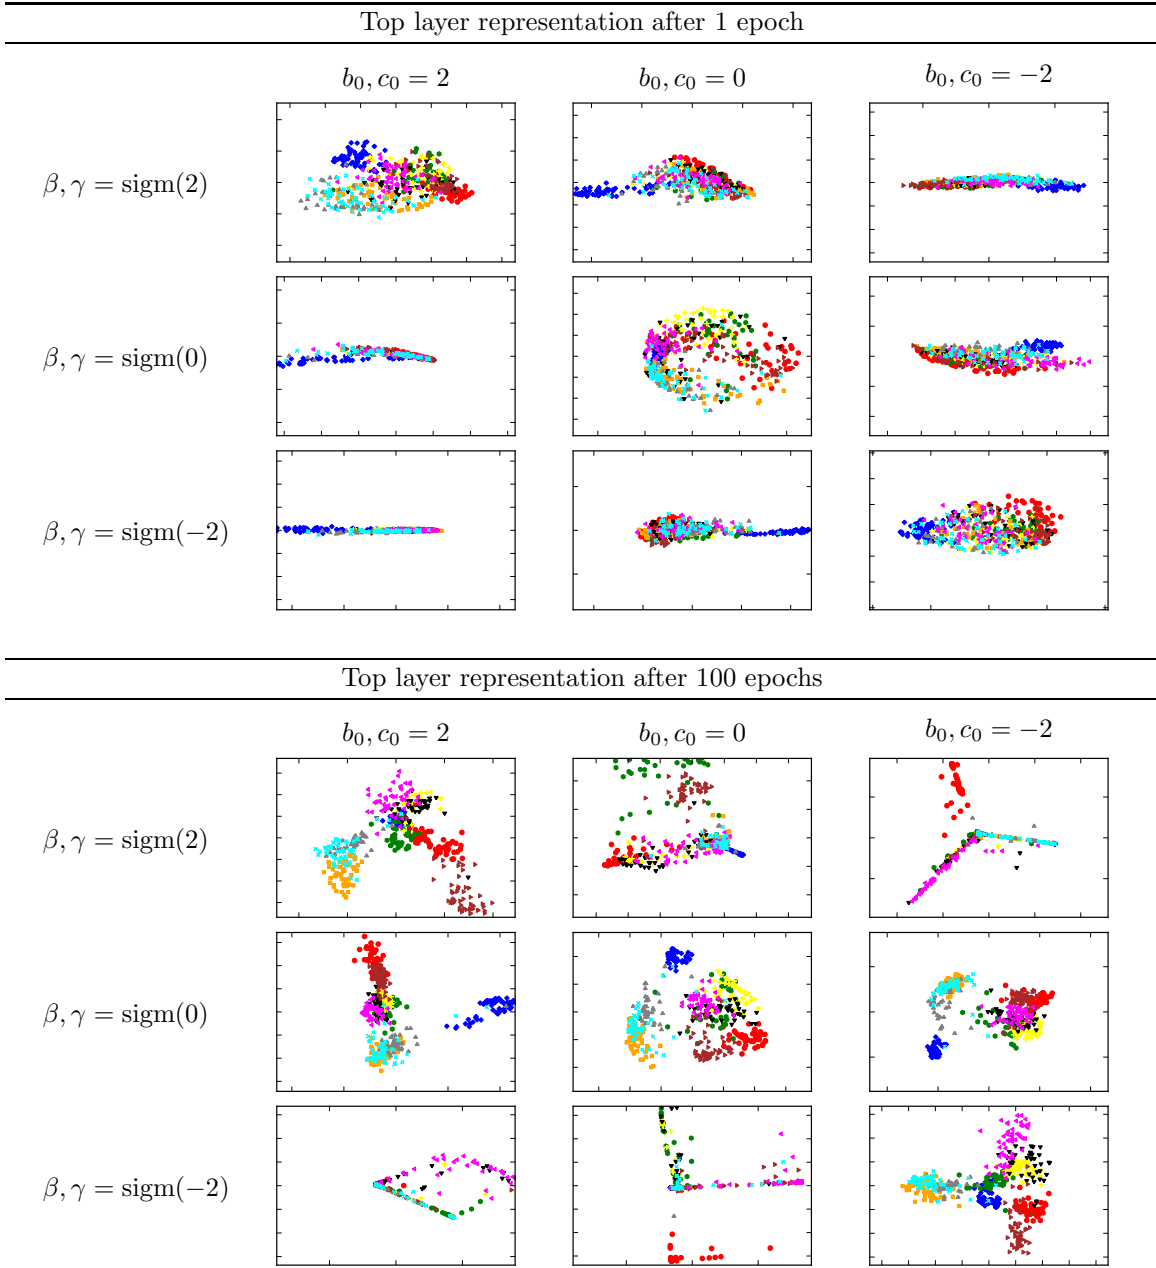 Top layer representation after 1 epoch
b₀, c₀ = 2 b₀, c₀ = 0 b₀, c₀ = −2
β, γ = sigm(2)
β, γ = sigm(0)
β, γ = sigm(−2)
Top layer representation after 100 epochs
b₀, c₀ = 2 b₀, c₀ = 0 b₀, c₀ = −2
β, γ = sigm(2)
β, γ = sigm(0)
β, γ = sigm(−2)